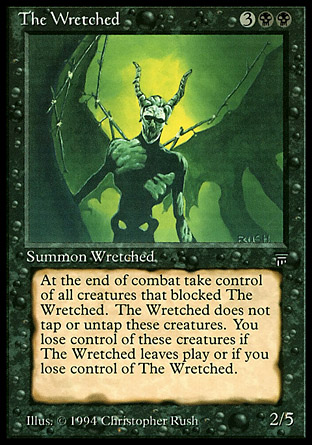 The Wretched 3
Summon Wretched
At the end of combat take control
of all creatures that blocked The
Wretched. The Wretched does not
tap or untap these creatures. You
lose control of these creatures if
The Wretched leaves play or if you
lose control of The Wretched.
Illus: © 1994 Christopher Rush 2/5